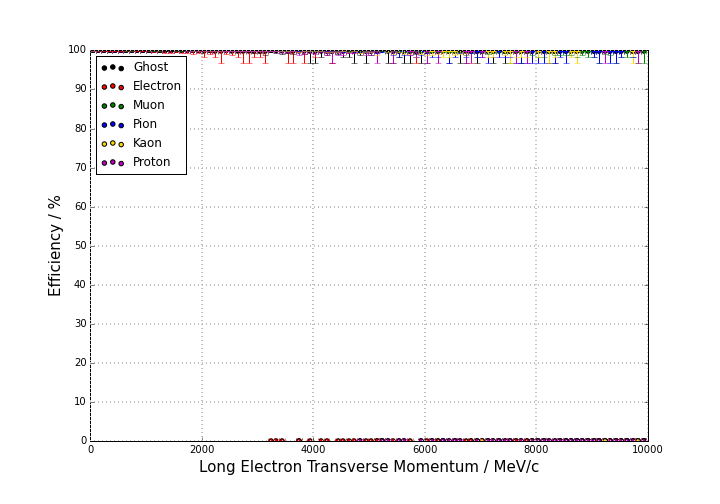 100
90
80
70
60
50
40
30
20
10
0
Efficiency / %
Ghost
Electron
Muon
Pion
Kaon
Proton
0 2000 4000 6000 8000 10000
Long Electron Transverse Momentum / MeV/c